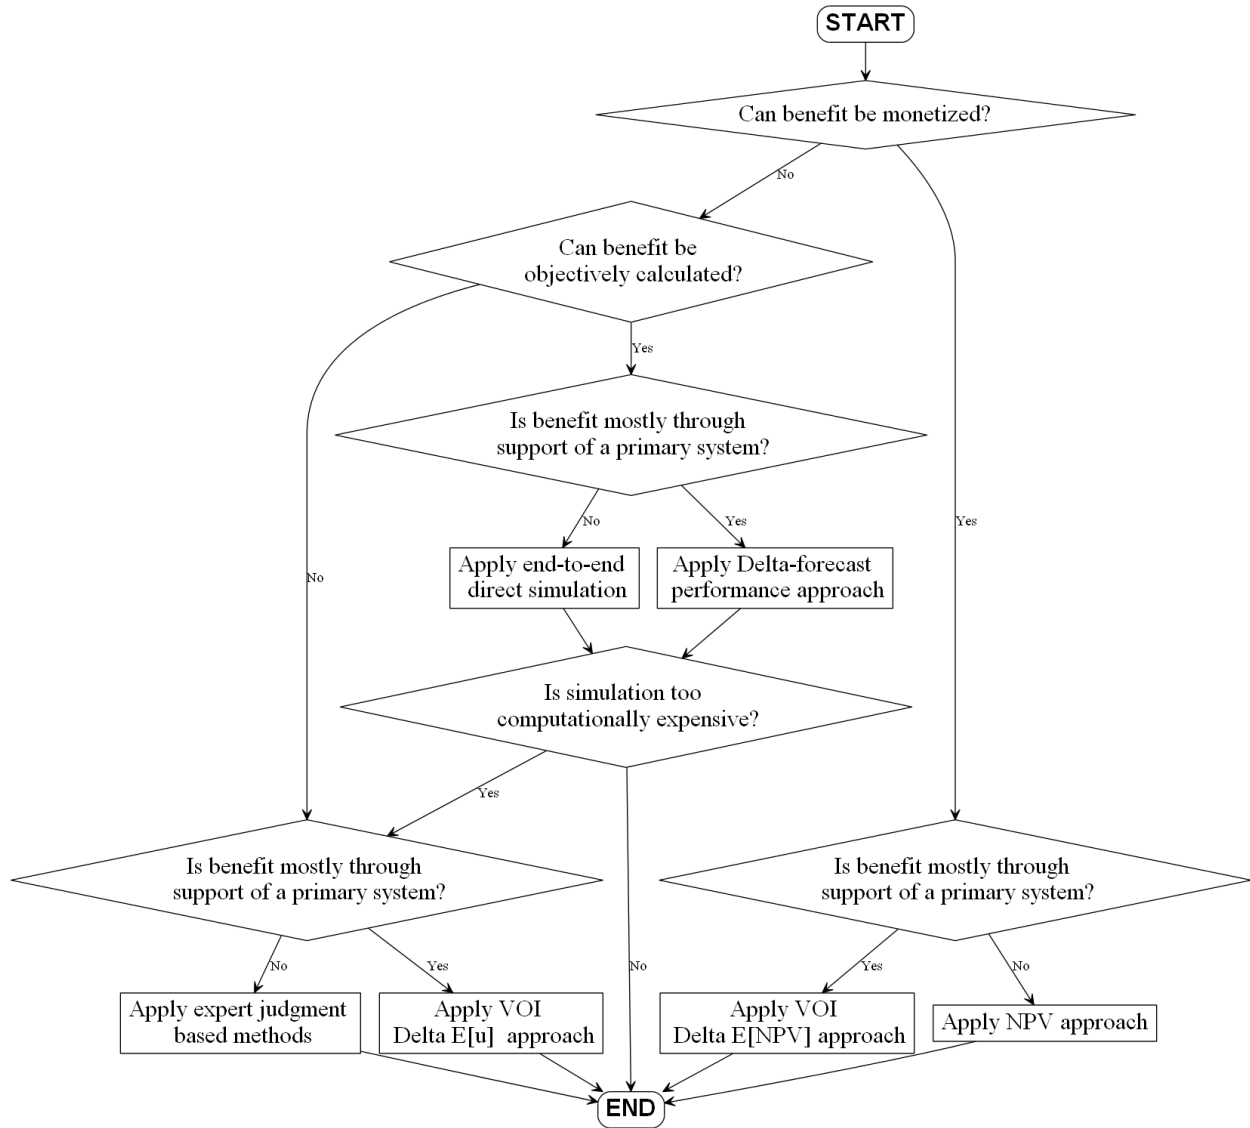 START
Can benefit be monetized?
No
Can benefit be
objectively calculated?
Yes
Is benefit mostly through
support of a primary system?
No
Yes
Yes
Apply end-to-end
direct simulation
Apply Delta-forecast
performance approach
No
Is simulation too
computationally expensive?
Yes
Is benefit mostly through
support of a primary system?
Is benefit mostly through
support of a primary system?
No
Yes
No
Yes
No
Apply expert judgment
based methods
Apply VOI
Delta E[u] approach
Apply VOI
Delta E[NPV] approach
Apply NPV approach
END